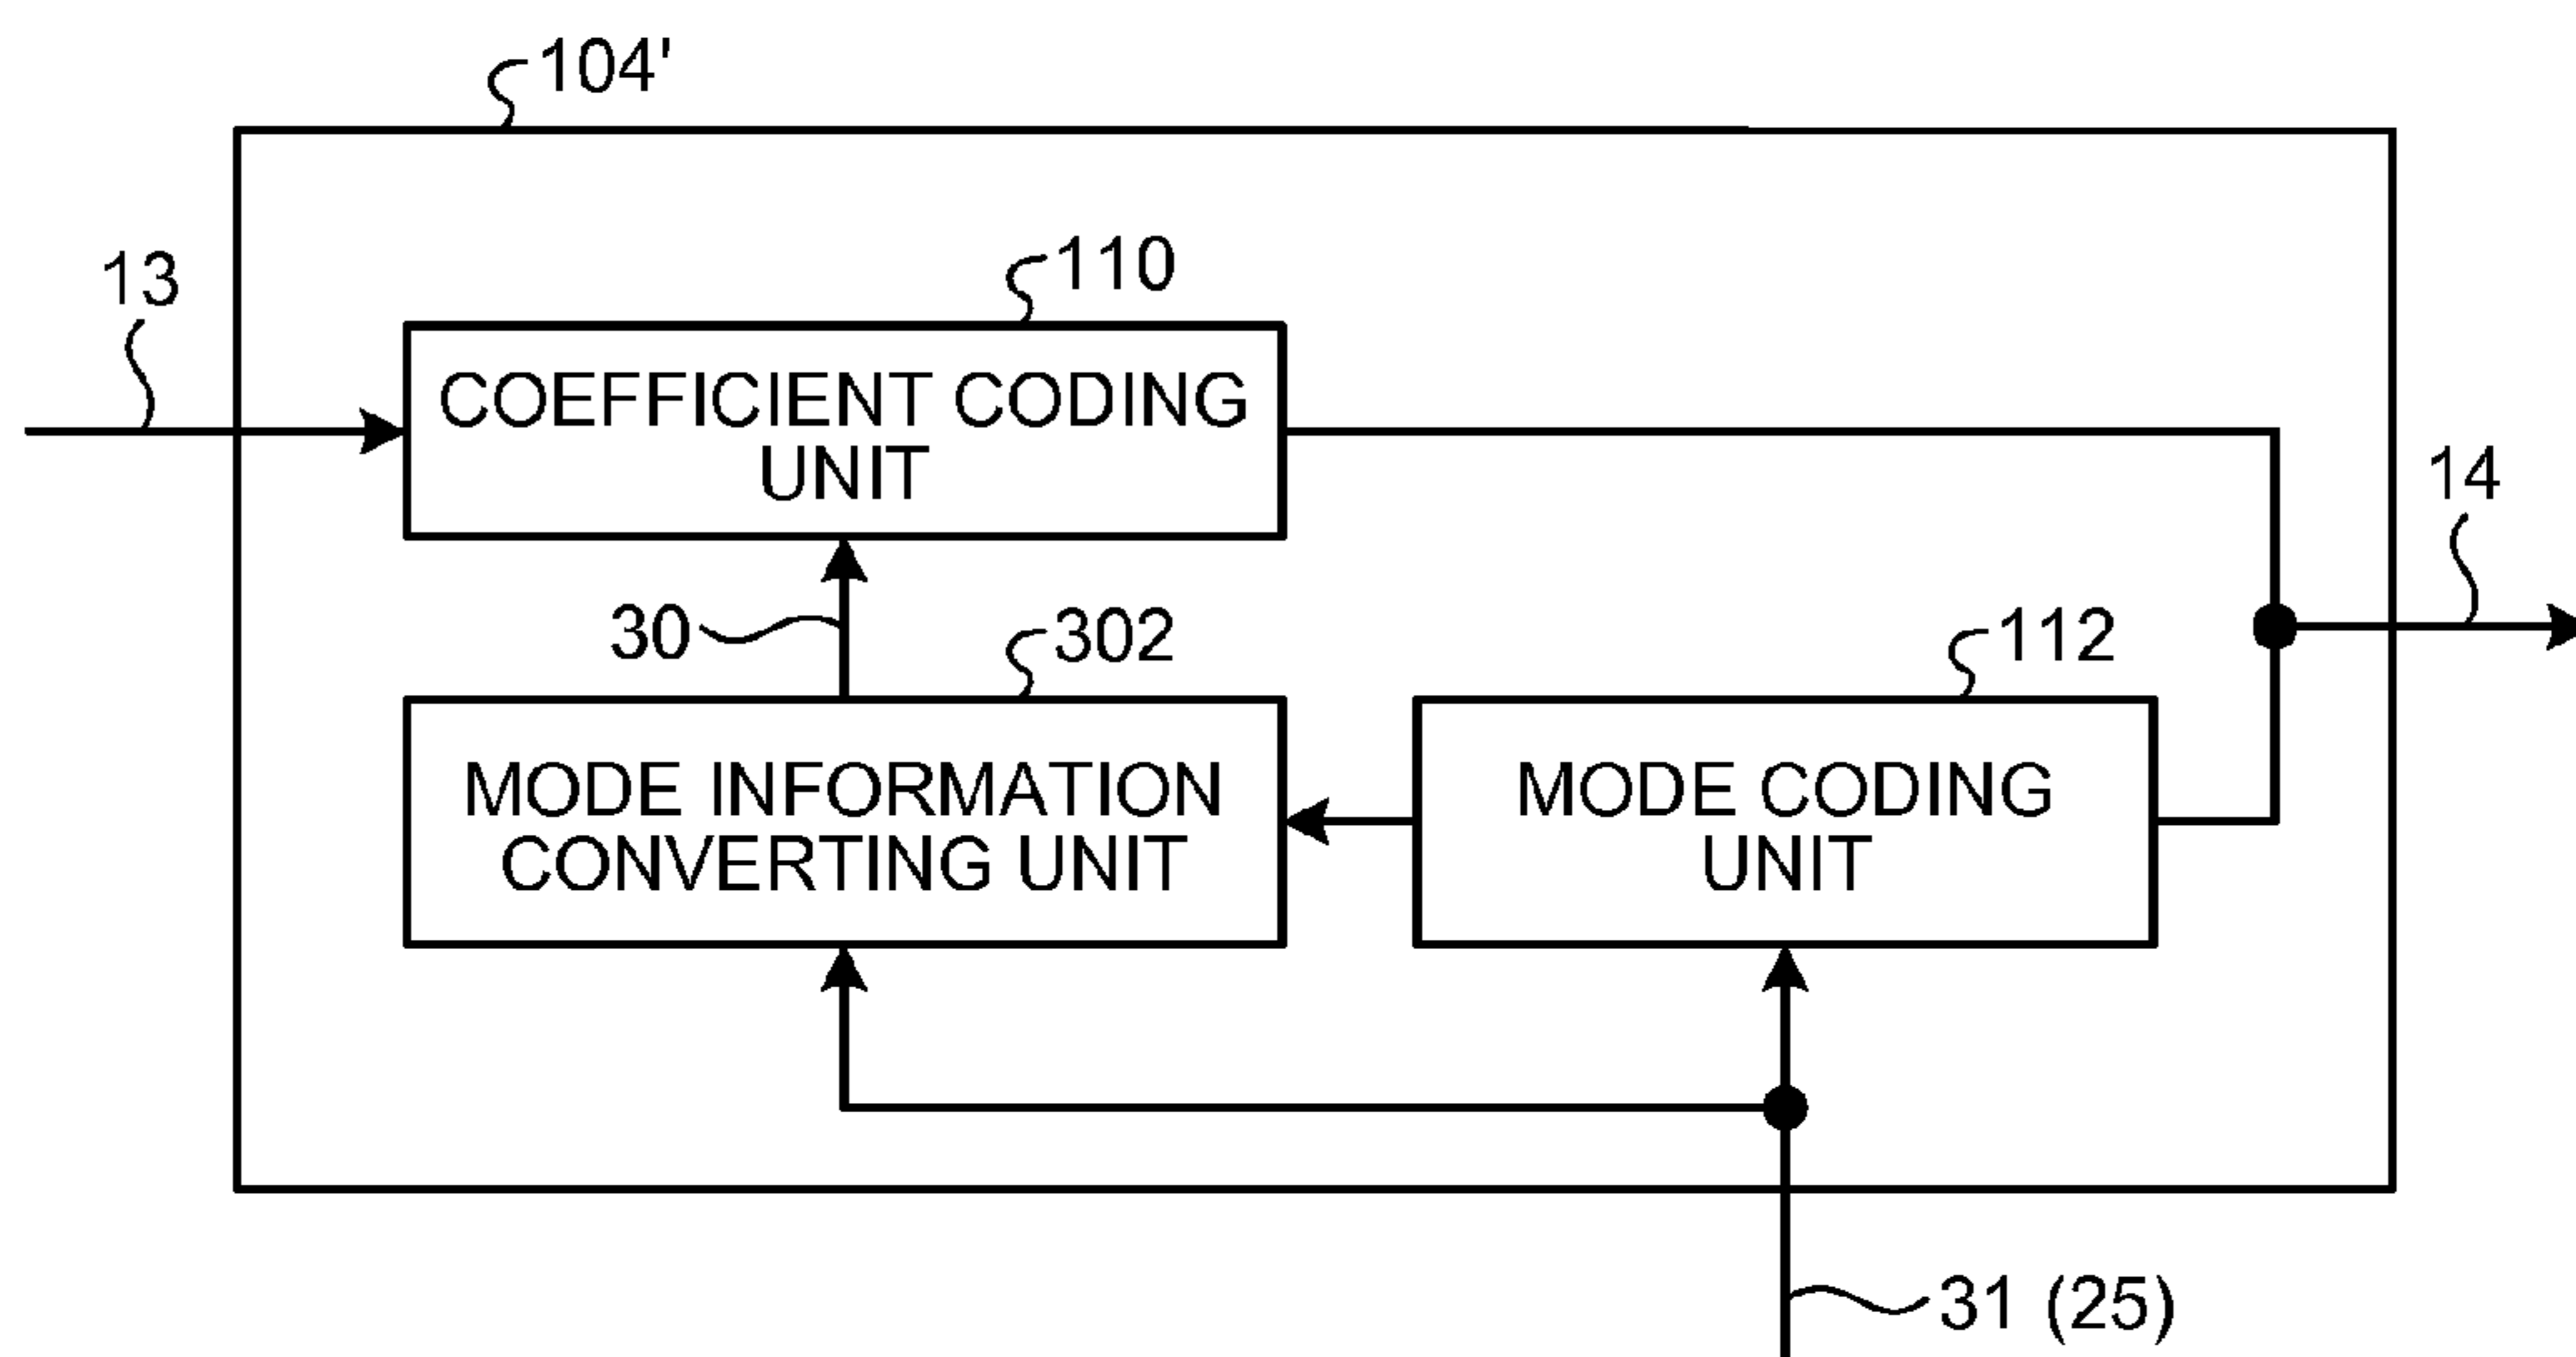 104'
110
13
COEFFICIENT CODING
UNIT
14
30
302
112
MODE INFORMATION
CONVERTING UNIT
MODE CODING
UNIT
31 (25)